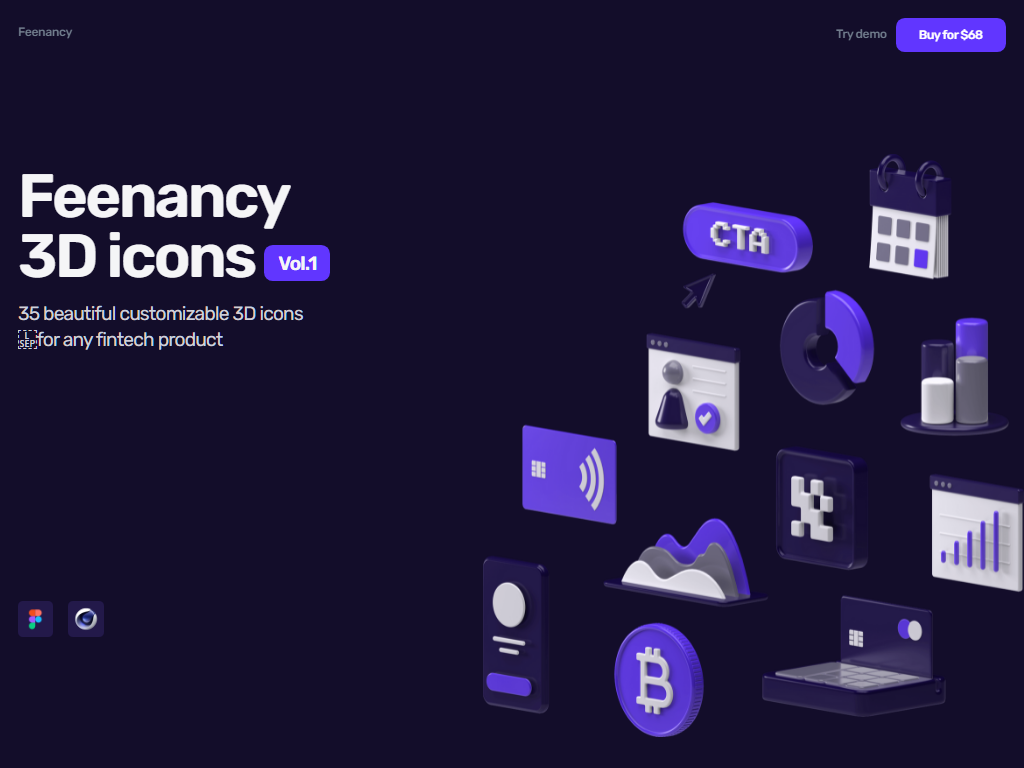 Feenancy
Try demo
Buy for $68
Feenancy
3D icons
Vol.1
35 beautiful customizable 3D icons
L SEP for any fintech product
CTA